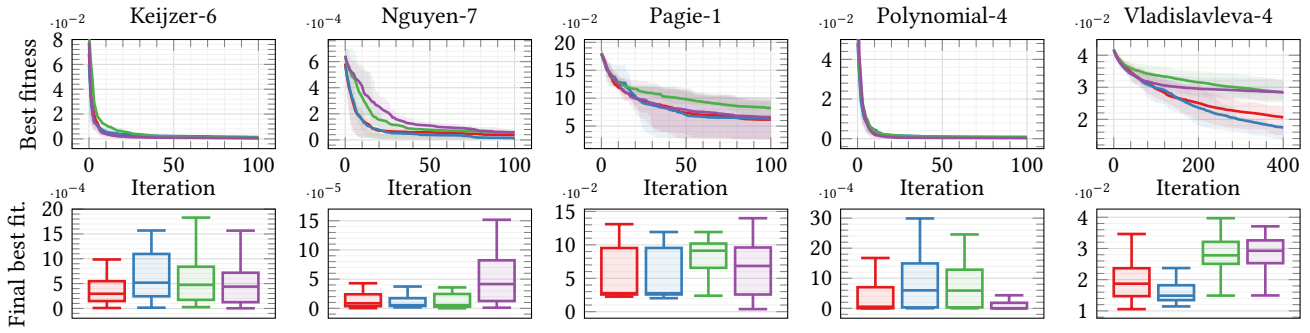 Keijzer-6 Nguyen-7 Pagie-1 Polynomial-4 Vladislavleva-4
·10⁻² ·10⁻⁴ ·10⁻² ·10⁻² ·10⁻²
Best fitness
8 6 4 2 0
6 4 2 0
20 15 10 5
4 2 0
4 3 2
0 50 100 0 50 100 0 50 100 0 50 100 0 200 400
Iteration Iteration Iteration Iteration Iteration
·10⁻⁴ ·10⁻⁵ ·10⁻² ·10⁻⁴ ·10⁻²
Final best fit.
20 15 10 5 0
15 10 5 0
15 10 5 0
30 20 10 0
4 3 2 1